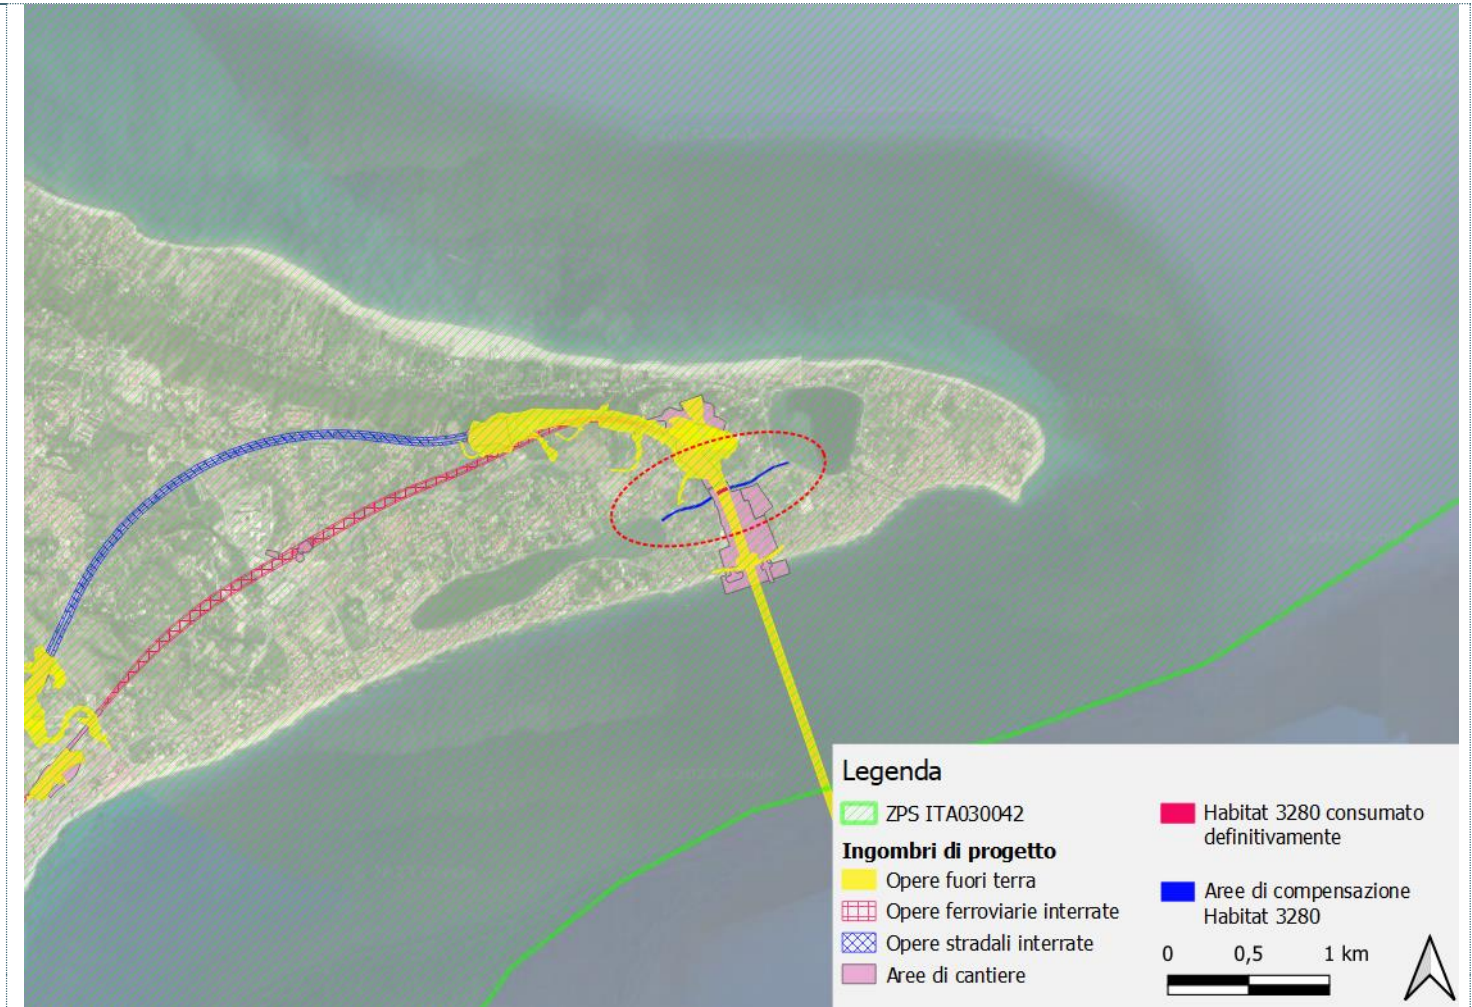 Legenda
ZPS ITA030042
Ingombri di progetto
Opere fuori terra
Opere ferroviarie interrate
Opere stradali interrate
Aree di cantiere
Habitat 3280 consumato
definitivamente
Aree di compensazione
Habitat 3280
0 0,5 1 km